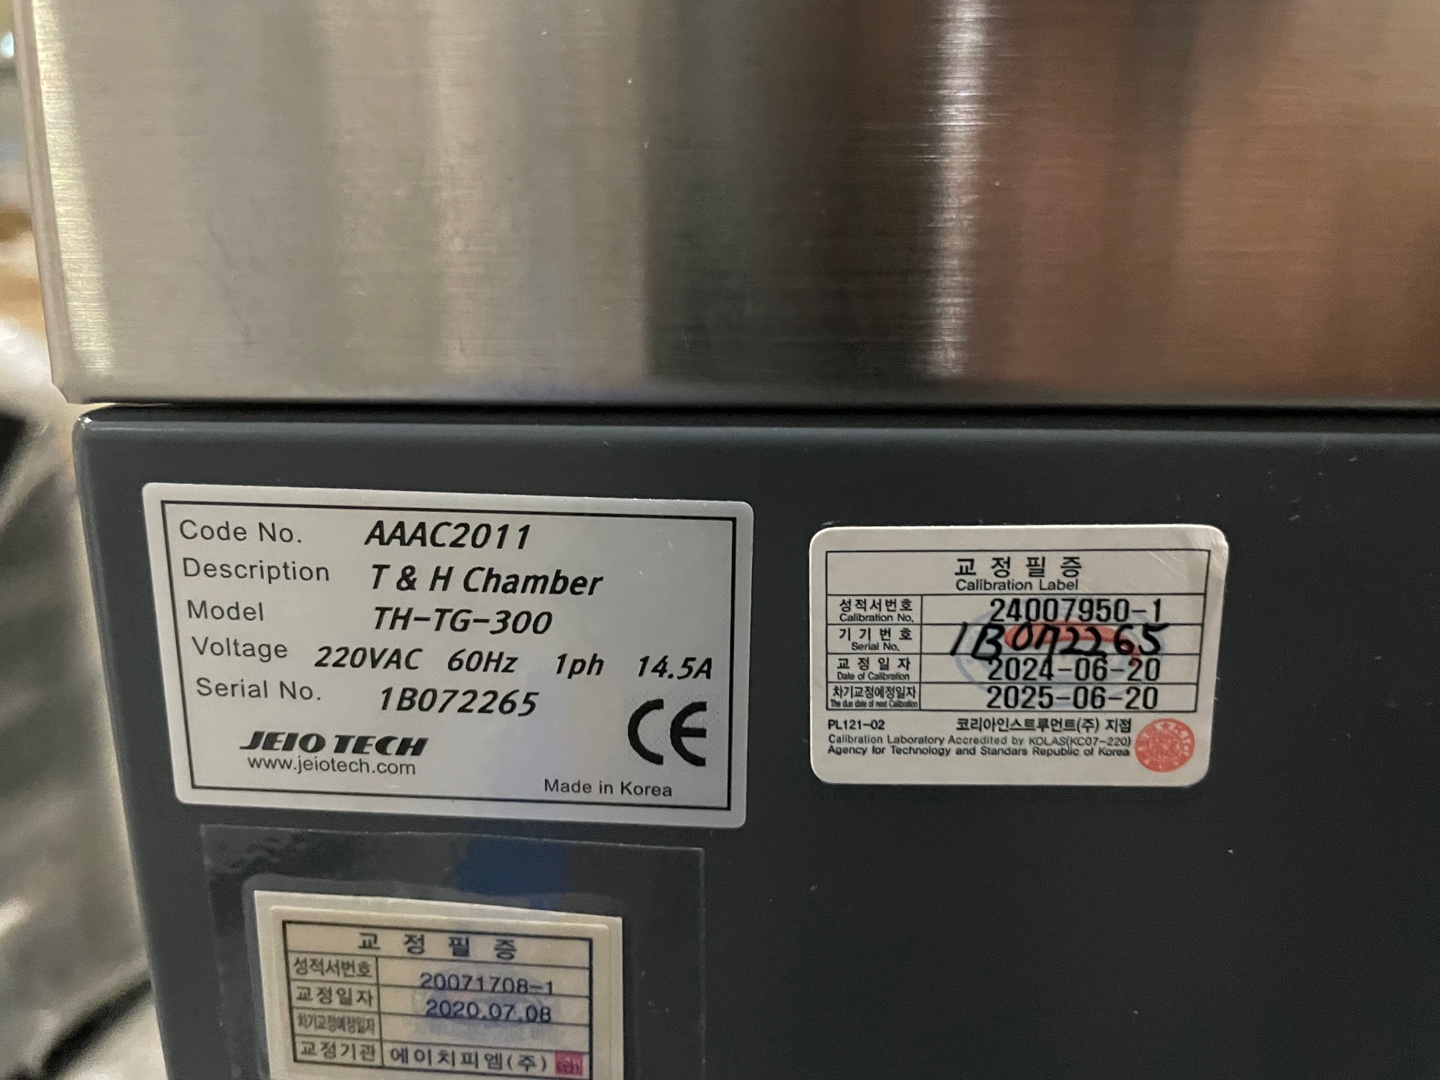 Code No. AAAC2011
Description T & H Chamber
Model TH-TG-300
Voltage 220VAC 60Hz 1ph 14.5A
Serial No. 1B072265
JEIO TECH
www.jeiotech.com
CE
Made in Korea
교정필증
Calibration Label
성적서번호 24007950-1
Calibration No.
기기번호 1B072265
Serial No.
교정일자 2024-06-20
Date of Calibration
차기교정예정일자 2025-06-20
The due date of next Calibration
PL121-02 코리아인스트루먼트(주) 지점
Calibration Laboratory Accredited by KOLAS(KC07-220)
Agency for Technology and Standars Republic of Korea
교정필증
성적서번호 20071708-1
교정일자 2020.07.08
차기교정예정일자
교정기관 에이치피엠(주)